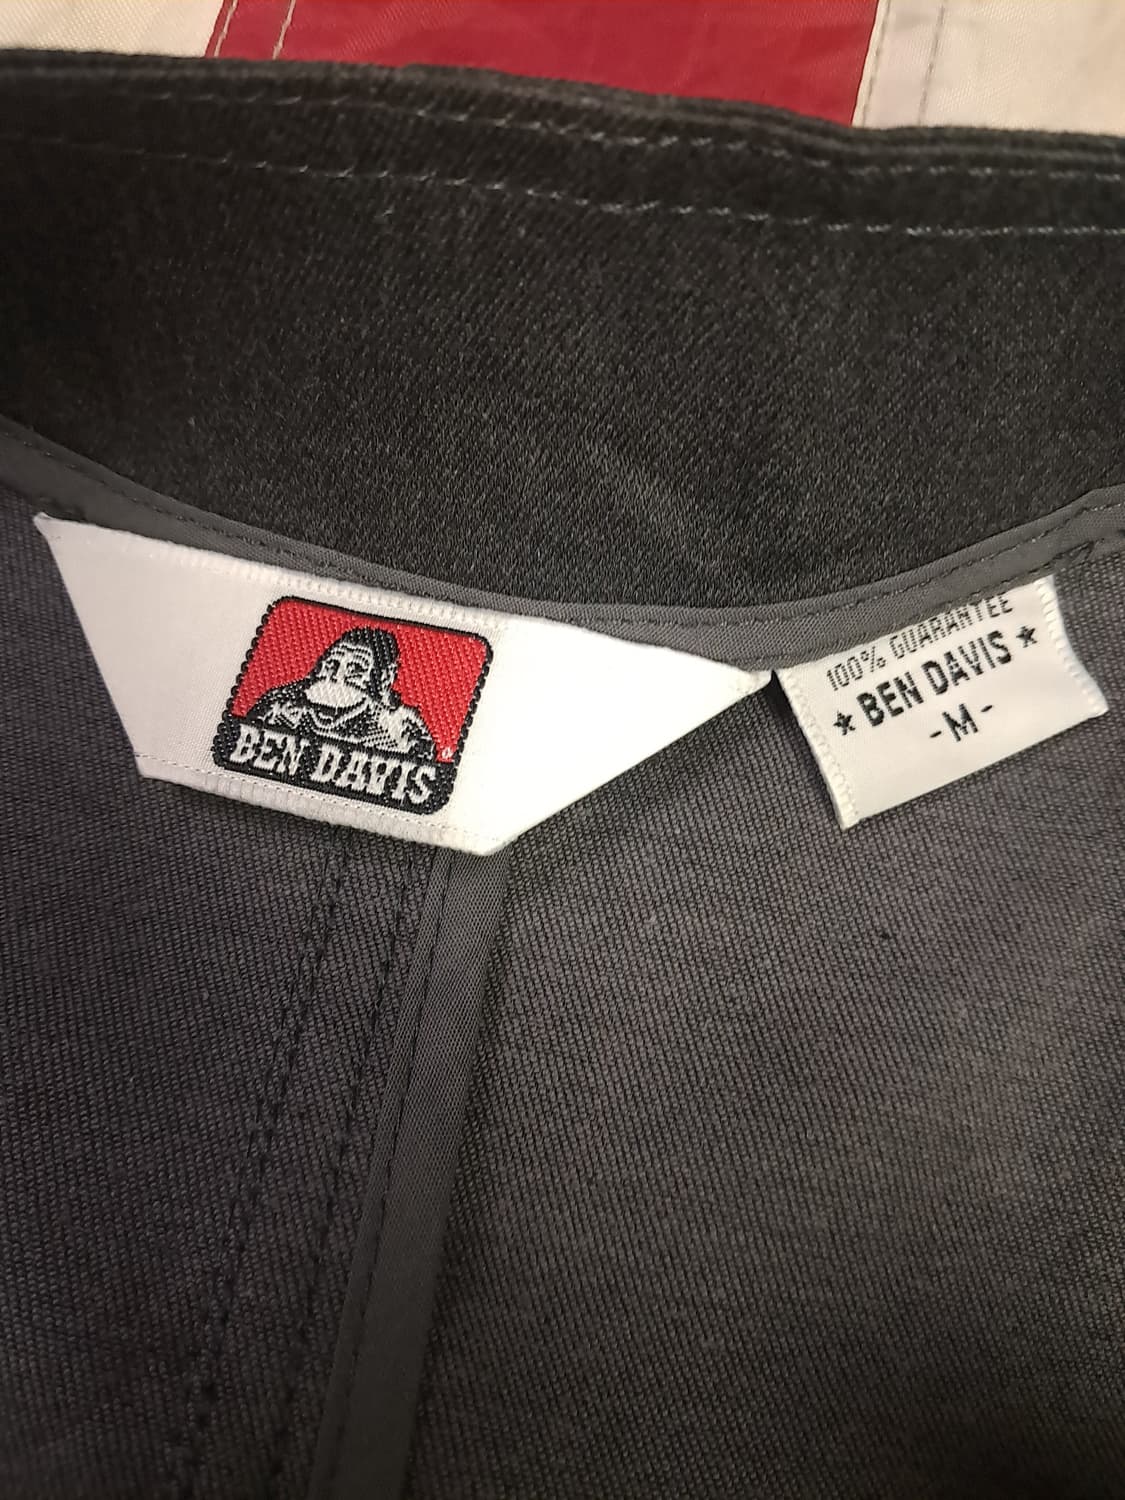 BEN DAVIS
100% GUARANTEE
★ BEN DAVIS ★
-M-